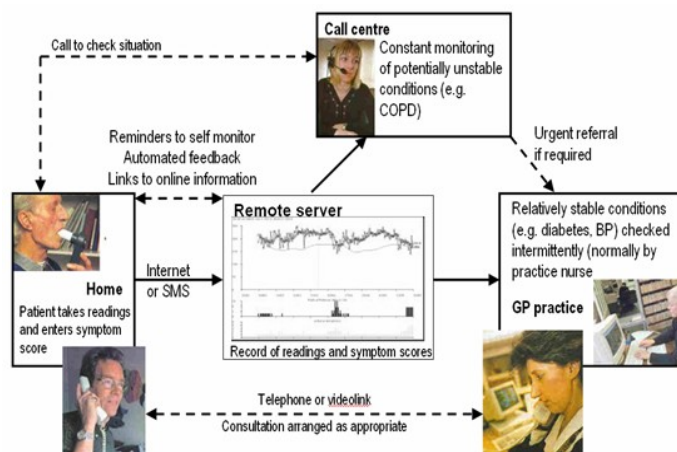 Call centre
Constant monitoring
of potentially unstable
conditions (e.g.
COPD)
Call to check situation
Reminders to self monitor
Automated feedback
Links to online information
Urgent referral
if required
Remote server
Relatively stable conditions
(e.g. diabetes, BP) checked
intermittently (normally by
practice nurse
Home
Patient takes readings
and enters symptom
score
Internet
or SMS
GP practice
Record of readings and symptom scores
Telephone or videolink
Consultation arranged as appropriate